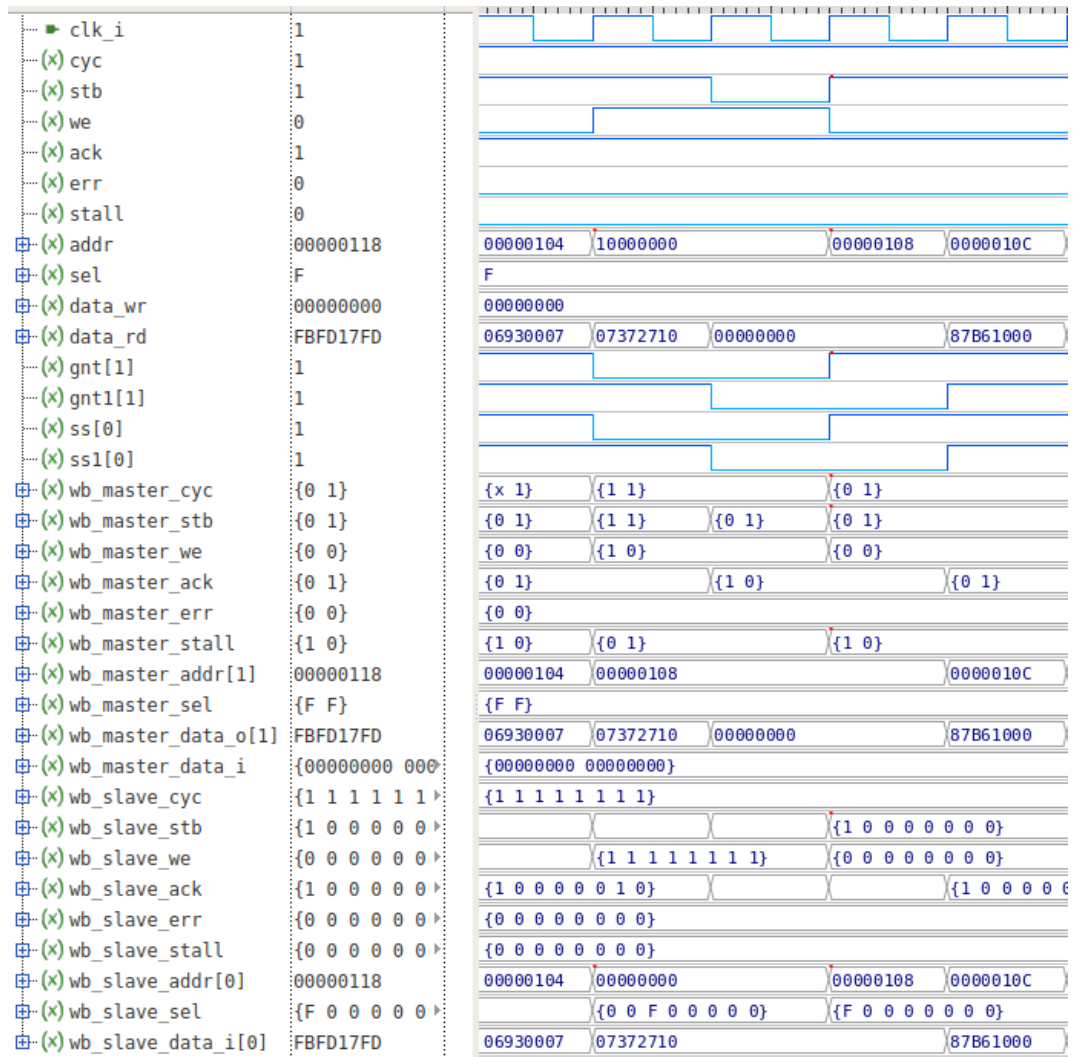 clk_i 1
cyc 1
stb 1
we 0
ack 1
err 0
stall 0
addr 00000118 00000104 10000000 00000108 0000010C
sel F F
data_wr 00000000 00000000
data_rd FBFD17FD 06930007 07372710 00000000 87B61000
gnt[1] 1
gnt1[1] 1
ss[0] 1
ss1[0] 1
wb_master_cyc {0 1} {x 1} {1 1} {0 1}
wb_master_stb {0 1} {0 1} {1 1} {0 1} {0 1}
wb_master_we {0 0} {0 0} {1 0} {0 0}
wb_master_ack {0 1} {0 1} {1 0} {0 1}
wb_master_err {0 0} {0 0}
wb_master_stall {1 0} {1 0} {0 1} {1 0}
wb_master_addr[1] 00000118 00000104 00000108 0000010C
wb_master_sel {F F} {F F}
wb_master_data_o[1] FBFD17FD 06930007 07372710 00000000 87B61000
wb_master_data_i {00000000 000 {00000000 00000000}
wb_slave_cyc {1 1 1 1 1 1 {1 1 1 1 1 1 1 1}
wb_slave_stb {1 0 0 0 0 0 {1 0 0 0 0 0 0 0}
wb_slave_we {0 0 0 0 0 0 {1 1 1 1 1 1 1 1} {0 0 0 0 0 0 0 0}
wb_slave_ack {1 0 0 0 0 0 {1 0 0 0 0 0 1 0} {1 0 0 0 0 0
wb_slave_err {0 0 0 0 0 0 {0 0 0 0 0 0 0 0}
wb_slave_stall {0 0 0 0 0 0 {0 0 0 0 0 0 0 0}
wb_slave_addr[0] 00000118 00000104 00000000 00000108 0000010C
wb_slave_sel {F 0 0 0 0 0 {0 0 F 0 0 0 0 0} {F 0 0 0 0 0 0 0}
wb_slave_data_i[0] FBFD17FD 06930007 07372710 87B61000